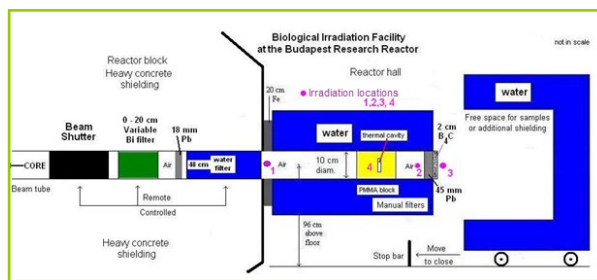 Biological Irradiation Facility
at the Budapest Research Reactor
not in scale
Reactor block
Heavy concrete
shielding
Reactor hall
20 cm
Fe
Irradiation locations
1,2,3, 4
water
Free space for samples
or additional shielding
Beam
Shutter
0 - 20 cm
Variable
Bi filter
18 mm
Pb
water
thermal cavity
2 cm
B4C
CORE
Air
48 cm
water
filter
1
Air
10 cm
diam.
4
Air
2
3
Beam tube
PMMA block
45 mm
Pb
Remote
Controlled
Manual filters
Heavy concrete
shielding
96 cm
above
floor
Stop bar
Move
to close